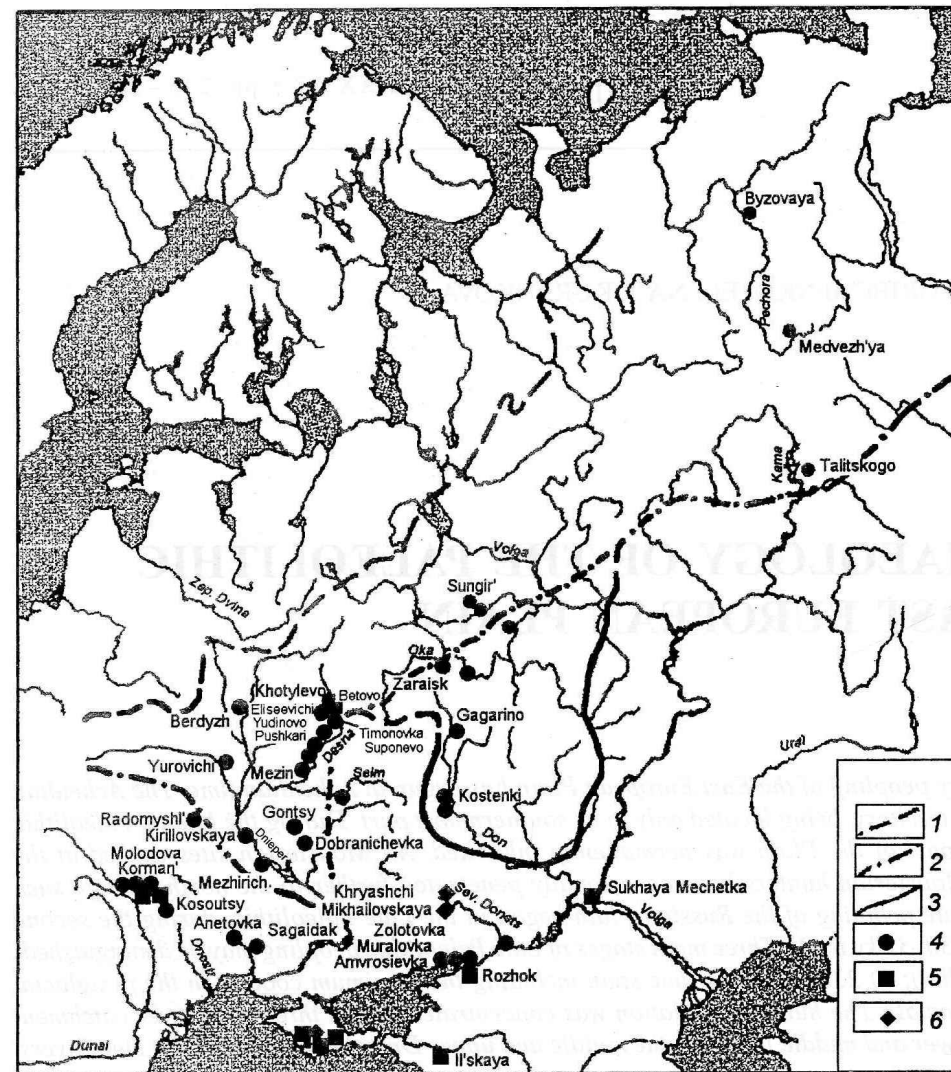 Byzovaya
Pechora
Medvezh'ya
Kama
Talitskogo
Volga
Zap. Dvina
Sungir'
Oka
Zaraisk
Khotylevo
Betovo
Berdyzh
Eliseevichi
Yudinovo
Pushkari
Timonovka
Suponevo
Gagarino
Desna
Ural
Yurovichi
Mezin
Seim
Kostenki
Radomyshl'
Gontsy
Kirillovskaya
Dobranichevka
Don
Dnepr
Molodova
Korman'
Mezhirich
Kosoutsy
Khryashchi
Mikhailovskaya
Sev. Donets
Sukhaya Mechetka
Volga
Anetovka
Sagaidak
Zolotovka
Muralovka
Amvrosievka
Rozhok
Dnestr
Dunai
Il'skaya
1
2
3
4
5
6